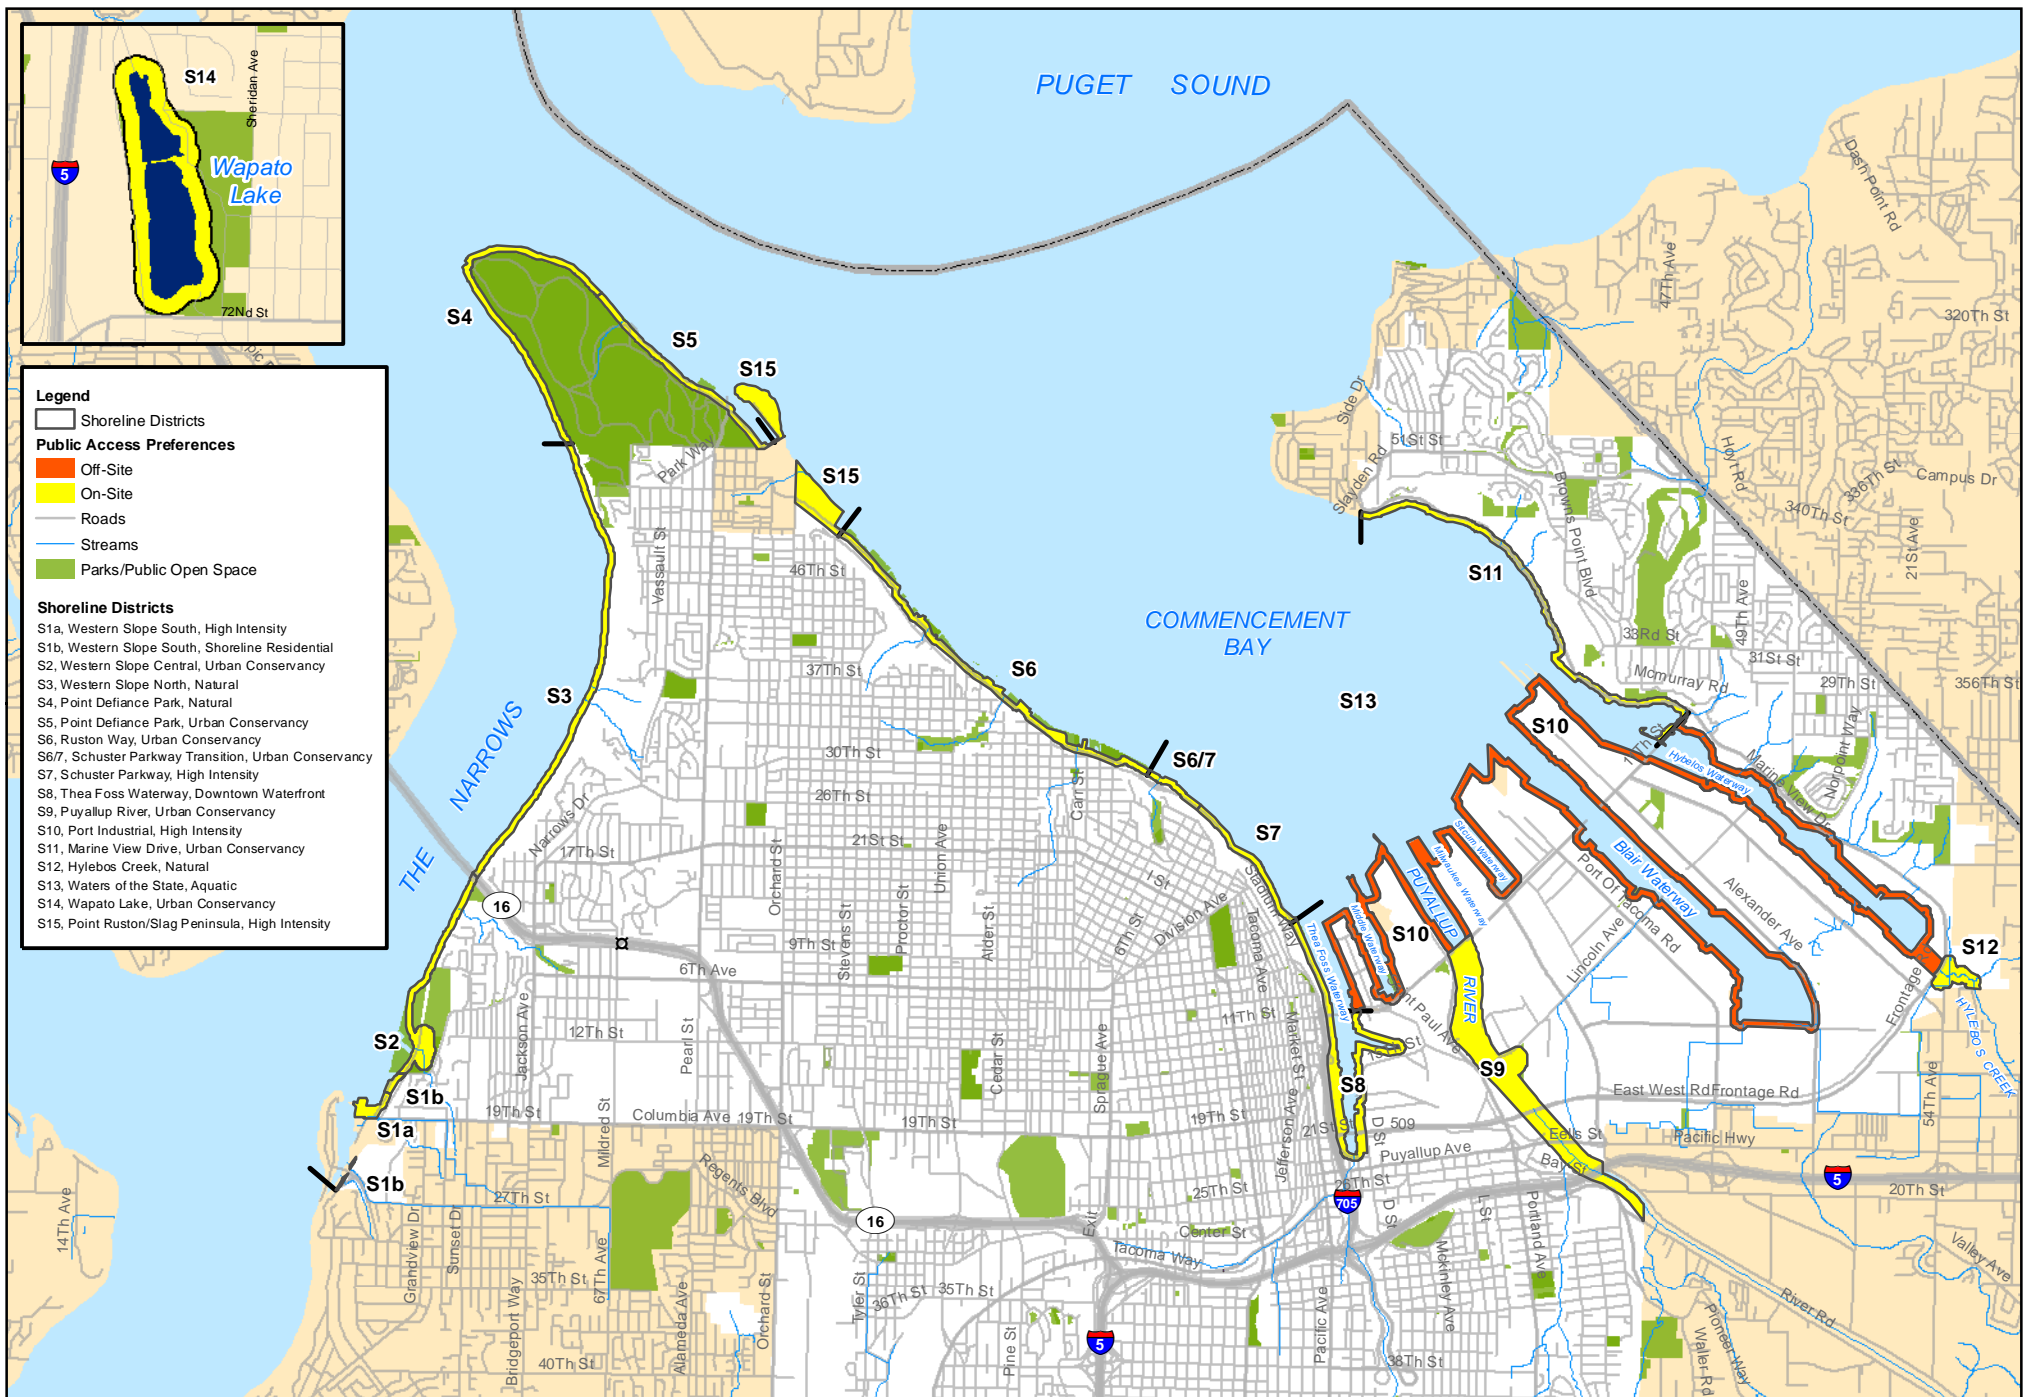 S14
Sheridan Ave
5
Wapato
Lake
72Nd St
PUGET SOUND
Dash Point Rd
47Th Ave
320Th St
S4
S5
S15
Side Dr
51St St
Slayden Rd
Hoyt Rd
336Th St
Campus Dr
340Th St
21St Ave
Legend
Shoreline Districts
Public Access Preferences
Off-Site
On-Site
Roads
Streams
Parks/Public Open Space
Shoreline Districts
S1a, Western Slope South, High Intensity
S1b, Western Slope South, Shoreline Residential
S2, Western Slope Central, Urban Conservancy
S3, Western Slope North, Natural
S4, Point Defiance Park, Natural
S5, Point Defiance Park, Urban Conservancy
S6, Ruston Way, Urban Conservancy
S6/7, Schuster Parkway Transition, Urban Conservancy
S7, Schuster Parkway, High Intensity
S8, Thea Foss Waterway, Downtown Waterfront
S9, Puyallup River, Urban Conservancy
S10, Port Industrial, High Intensity
S11, Marine View Drive, Urban Conservancy
S12, Hylebos Creek, Natural
S13, Waters of the State, Aquatic
S14, Wapato Lake, Urban Conservancy
S15, Point Ruston/Slag Peninsula, High Intensity
Park Way
S15
Vassault St
46Th St
S11
Browns Point Blvd
49Th Ave
COMMENCEMENT
BAY
33Rd St
31St St
Mcmurray Rd
29Th St
356Th St
37Th St
S6
S3
S13
S10
THE NARROWS
30Th St
S6/7
Hybelos Waterway
Marine View Dr
Norpoint Way
Narrows Dr
26Th St
Carr St
21St St
17Th St
Union Ave
S7
I St
Sitcum Waterway
Milwaukee Waterway
Port Of Tacoma Rd
Blair Waterway
Alexander Ave
16
Orchard St
Stevens St
Proctor St
Alder St
6Th St
Division Ave
Stadium Way
Tacoma Ave
PUYALLUP
RIVER
Middle Waterway
Thea Foss Waterway
S10
Lincoln Ave
S12
9Th St
6Th Ave
Frontage
HYLEBOS CREEK
12Th St
Jackson Ave
Pearl St
Cedar St
Sprague Ave
11Th St
Market St
Paul Ave
15Th St
S2
S1b
S8
S9
East West Rd
Frontage Rd
54Th Ave
19Th St
Columbia Ave
19Th St
19Th St
19Th St
S1a
Mildred St
21St St
D St
509
Eells St
Pacific Hwy
Puyallup Ave
Bay St
Jefferson Ave
Regents Blvd
S1b
27Th St
25Th St
26Th St
5
20Th St
14Th Ave
Grandview Dr
Sunset Dr
67Th Ave
16
Exit
Center St
705
D St
L St
Portland Ave
Tacoma Way
Mckinley Ave
Valley Ave
35Th St
Bridgeport Way
Alameda Ave
Orchard St
Tyler St
36Th St
35Th St
Pine St
5
Pacific Ave
38Th St
River Rd
Pioneer Way
Waller Rd
40Th St